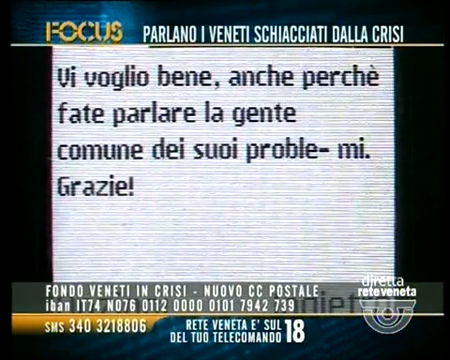 FOCUS
PARLANO I VENETI SCHIACCIATI DALLA CRISI
Vi voglio bene, anche perchè
fate parlare la gente
comune dei suoi proble- mi.
Grazie!
diretta
reteveneta
FONDO VENETI IN CRISI - NUOVO CC POSTALE
iban IT74 N076 0112 0000 0101 7942 739
SMS 340 3218806
RETE VENETA E' SUL
DEL TUO TELECOMANDO 18